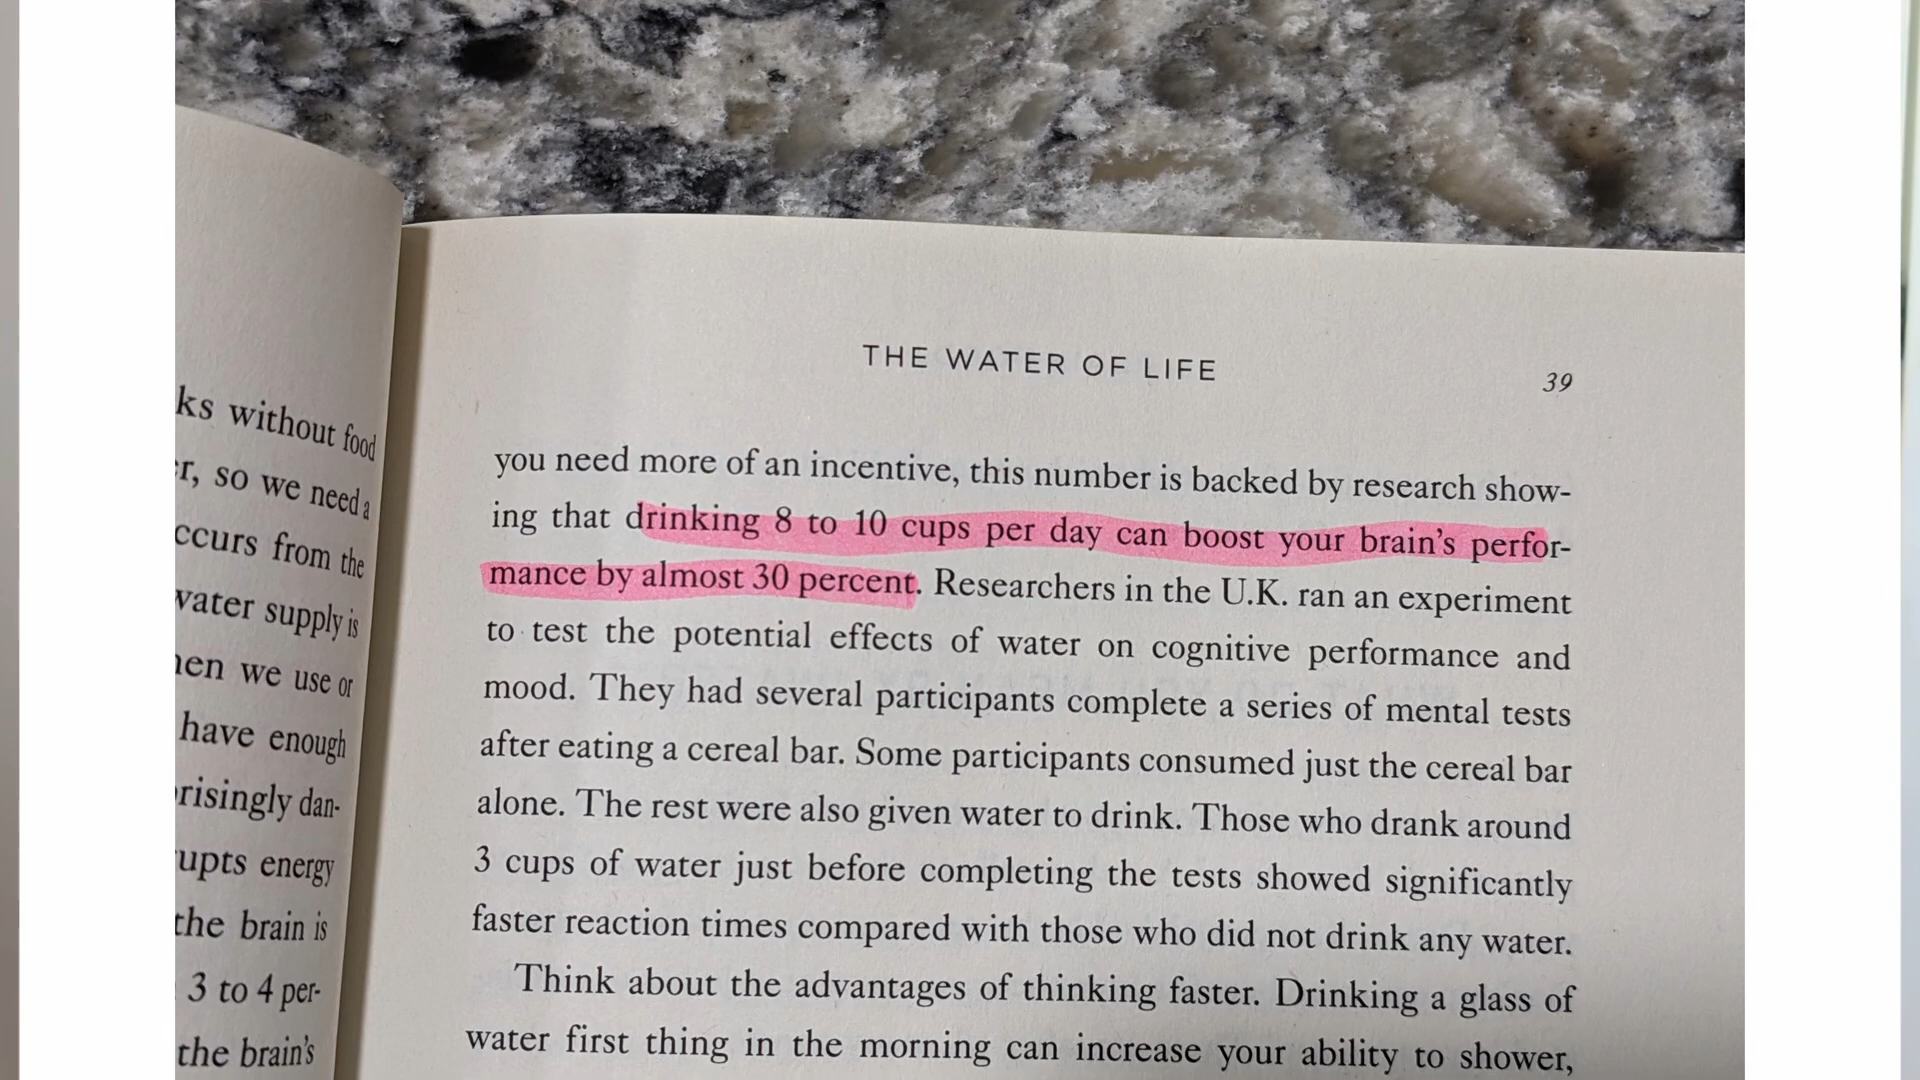 ks without food
r, so we need a
ccurs from the
water supply is
hen we use or
have enough
risingly dan-
upts energy
the brain is
3 to 4 per-
the brain's
THE WATER OF LIFE
39
you need more of an incentive, this number is backed by research show-
ing that drinking 8 to 10 cups per day can boost your brain's perfor-
mance by almost 30 percent. Researchers in the U.K. ran an experiment
to test the potential effects of water on cognitive performance and
mood. They had several participants complete a series of mental tests
after eating a cereal bar. Some participants consumed just the cereal bar
alone. The rest were also given water to drink. Those who drank around
3 cups of water just before completing the tests showed significantly
faster reaction times compared with those who did not drink any water.
Think about the advantages of thinking faster. Drinking a glass of
water first thing in the morning can increase your ability to shower,